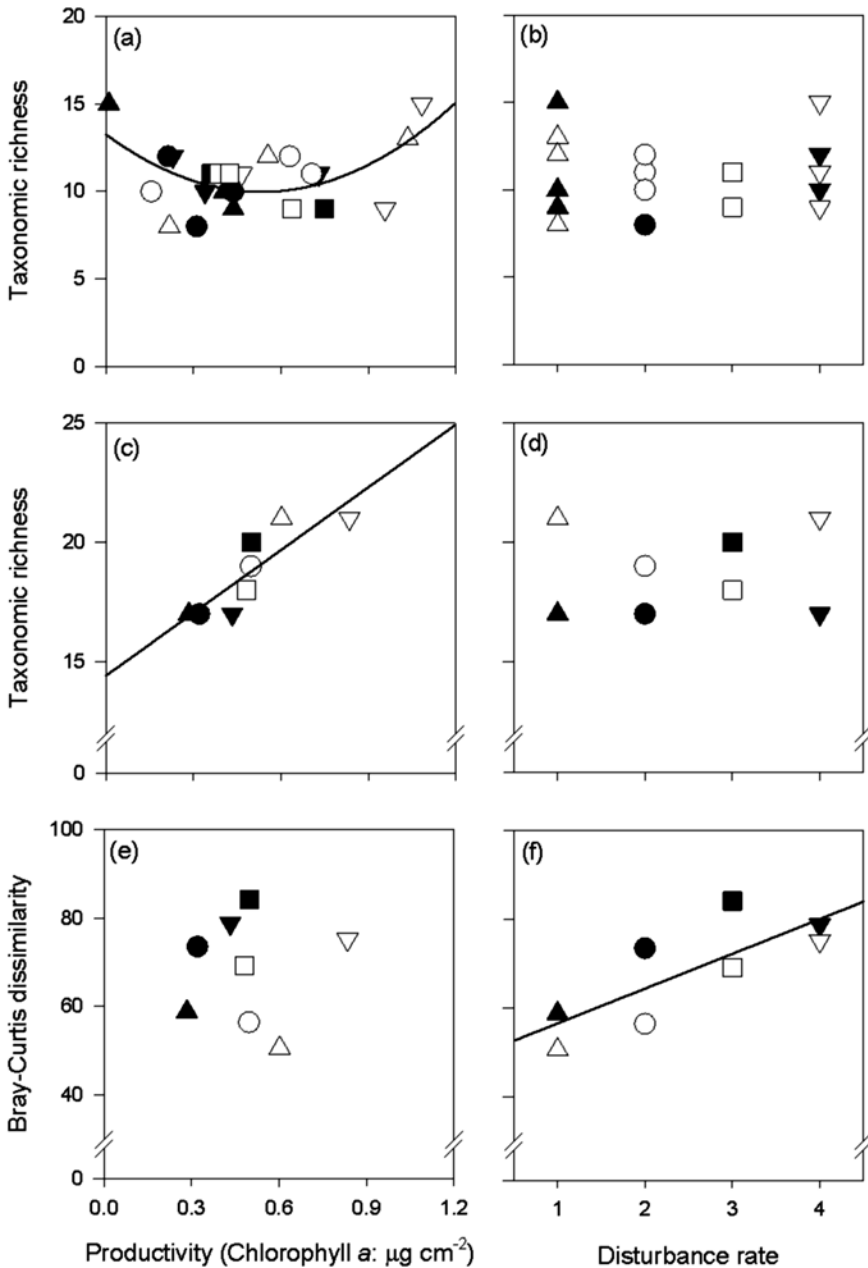 (a)
(b)
Taxonomic richness
20
15
10
5
0
(c)
(d)
Taxonomic richness
25
20
15
0
(e)
(f)
Bray-Curtis dissimilarity
100
80
60
40
0
0.0 0.3 0.6 0.9 1.2
1 2 3 4
Productivity (Chlorophyll a: μg cm⁻²)
Disturbance rate